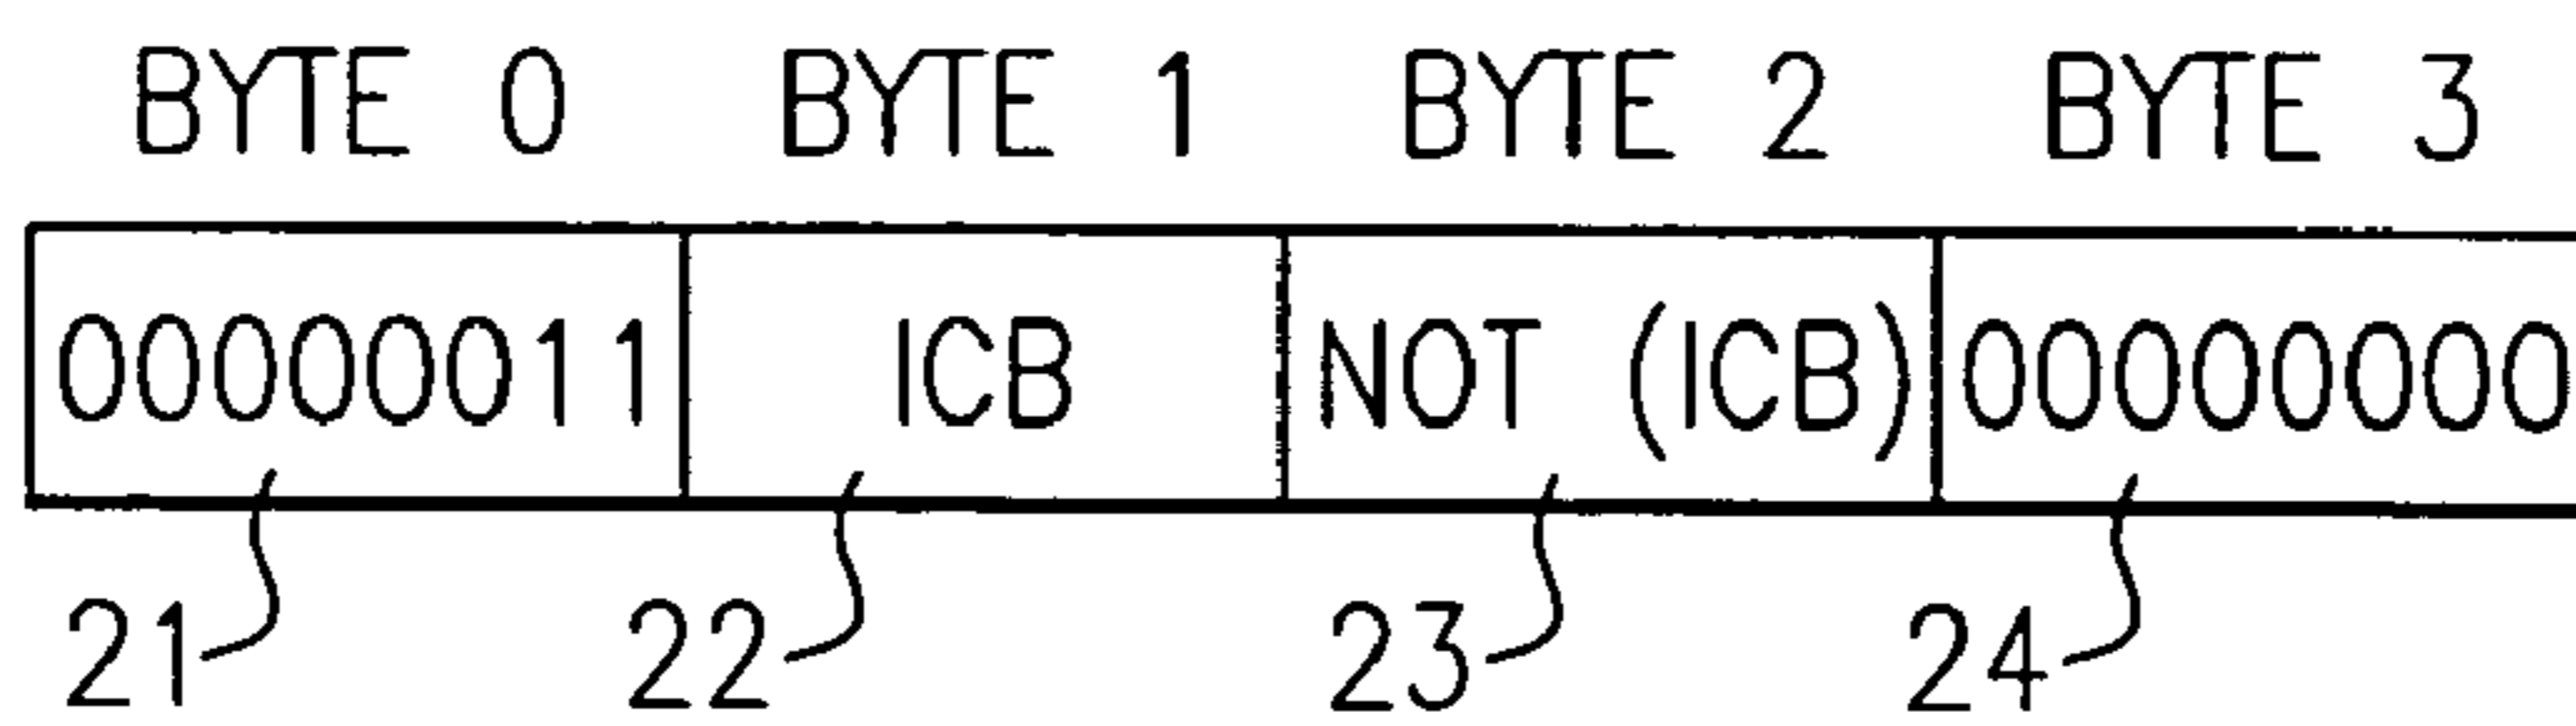 BYTE 0 BYTE 1 BYTE 2 BYTE 3
00000011 ICB NOT (ICB) 00000000
21 22 23 24